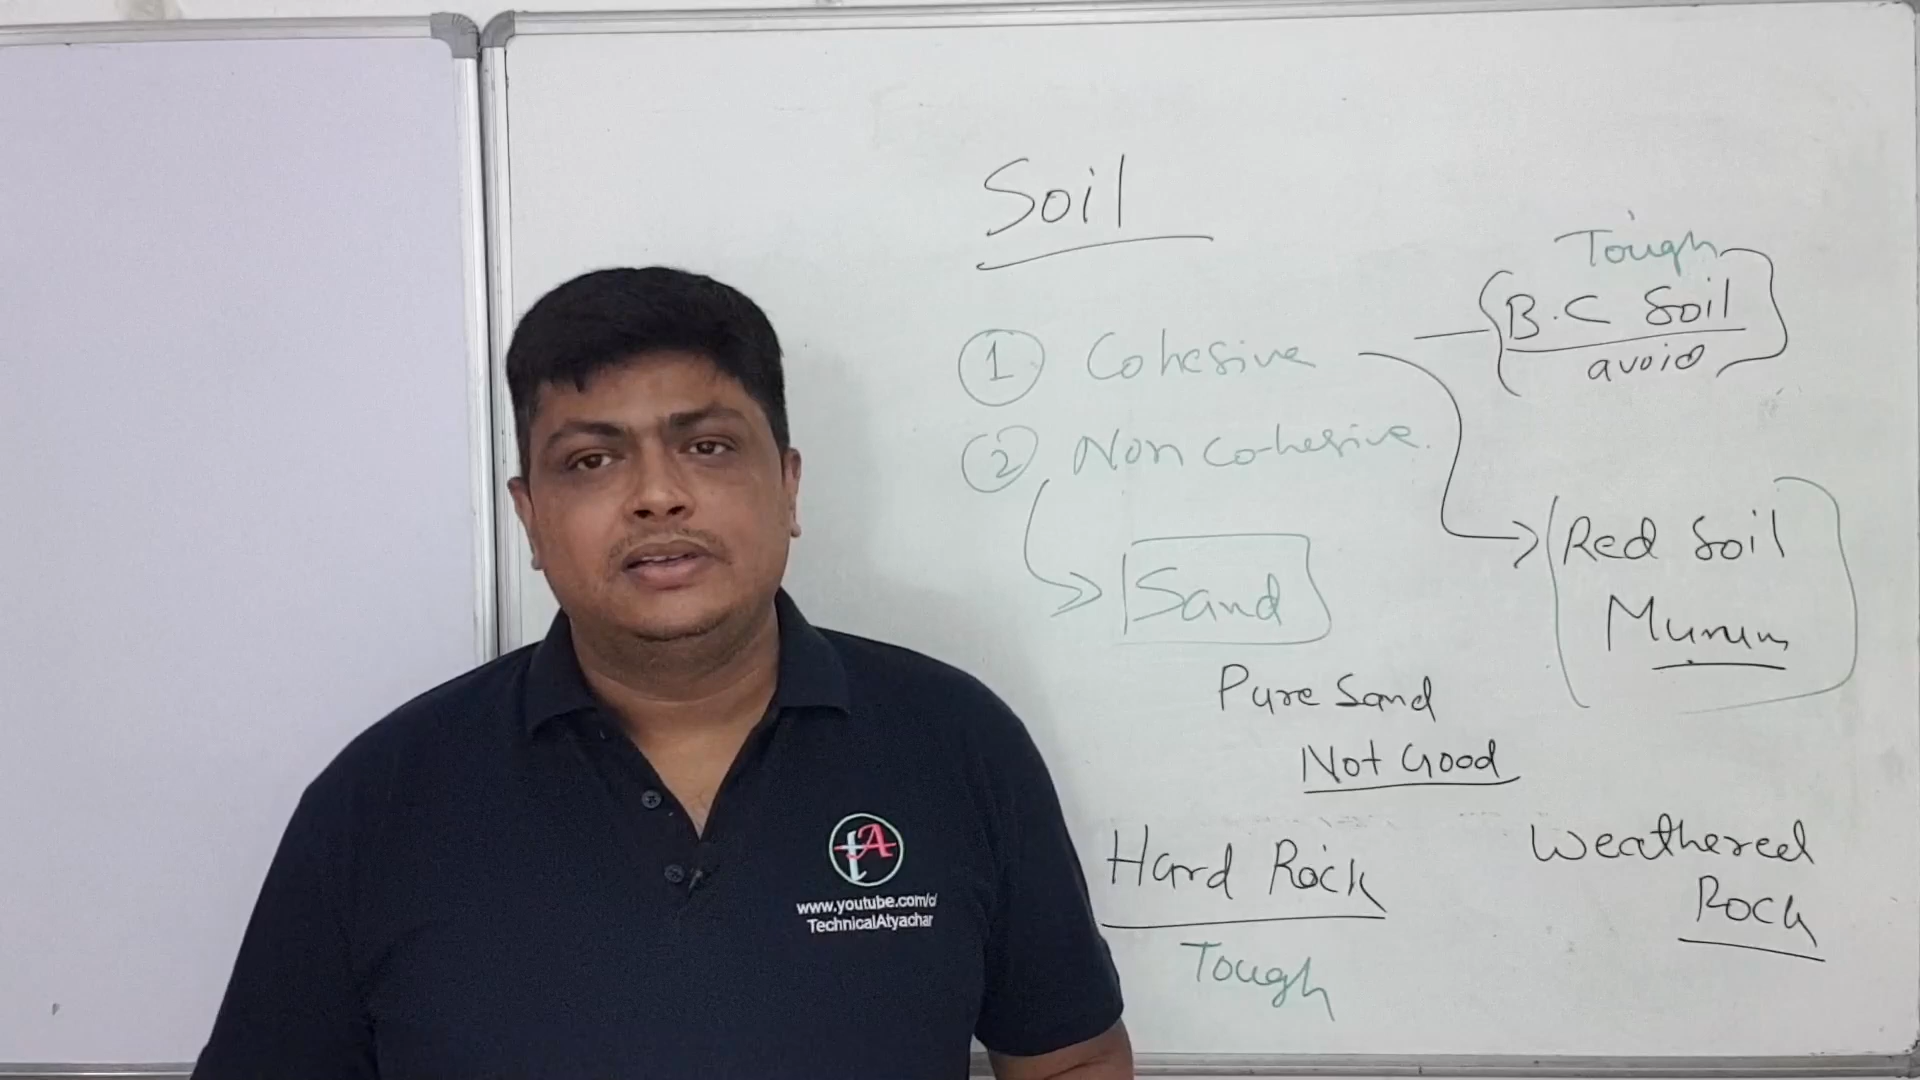 Soil
Tough
B.C Soil
avoid
1 Cohesive
2 Non cohesive.
Red Soil
Murum
Sand
Pure Sand
Not Good
Hard Rock
Tough
Weathered
Rock
tA
www.youtube.com/c/
TechnicalAtyachar